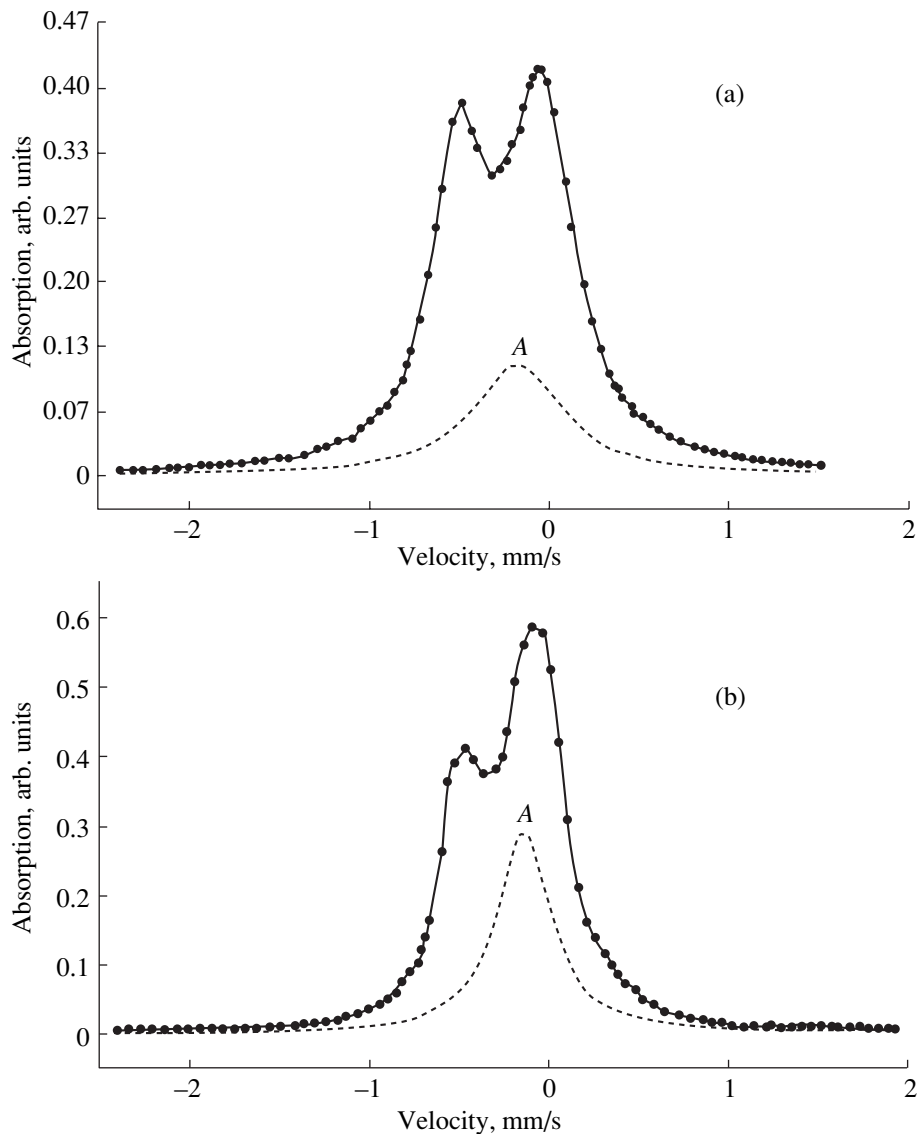 0.47
(a)
0.40
0.33
0.27
0.20
0.13
0.07
0
Absorption, arb. units
A
–2 –1 0 1 2
Velocity, mm/s
0.6
(b)
0.5
0.4
0.3
0.2
0.1
0
Absorption, arb. units
A
–2 –1 0 1 2
Velocity, mm/s